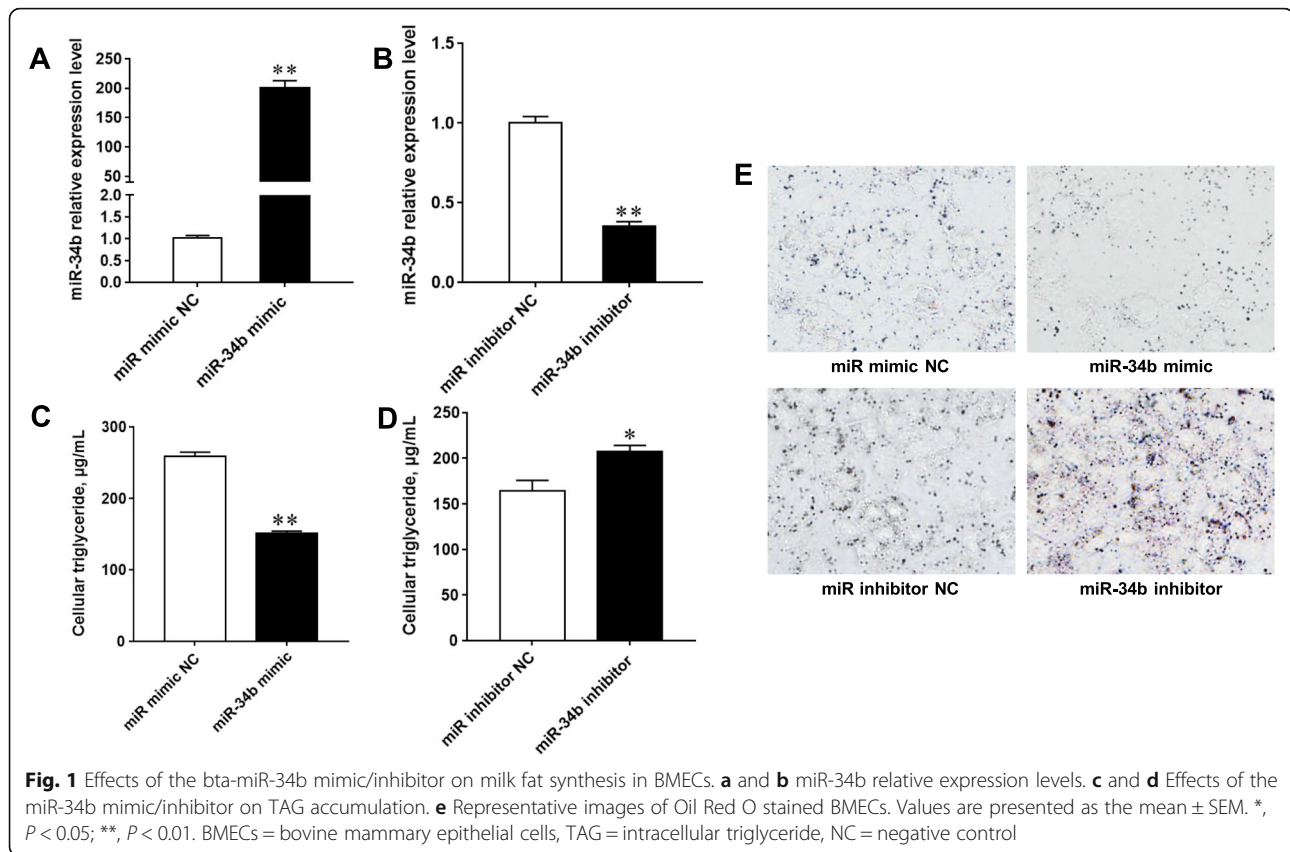 A
miR-34b relative expression level
250
200
150
100
50
2.0
1.5
1.0
0.5
0.0
**
miR mimic NC
miR-34b mimic
B
miR-34b relative expression level
1.5
1.0
0.5
0.0
**
miR inhibitor NC
miR-34b inhibitor
C
Cellular triglyceride, µg/mL
300
200
100
0
**
miR mimic NC
miR-34b mimic
D
Cellular triglyceride, µg/mL
250
200
150
100
50
0
*
miR inhibitor NC
miR-34b inhibitor
E
miR mimic NC
miR-34b mimic
miR inhibitor NC
miR-34b inhibitor
Fig. 1 Effects of the bta-miR-34b mimic/inhibitor on milk fat synthesis in BMECs. a and b miR-34b relative expression levels. c and d Effects of the
miR-34b mimic/inhibitor on TAG accumulation. e Representative images of Oil Red O stained BMECs. Values are presented as the mean ± SEM. *,
P < 0.05; **, P < 0.01. BMECs = bovine mammary epithelial cells, TAG = intracellular triglyceride, NC = negative control